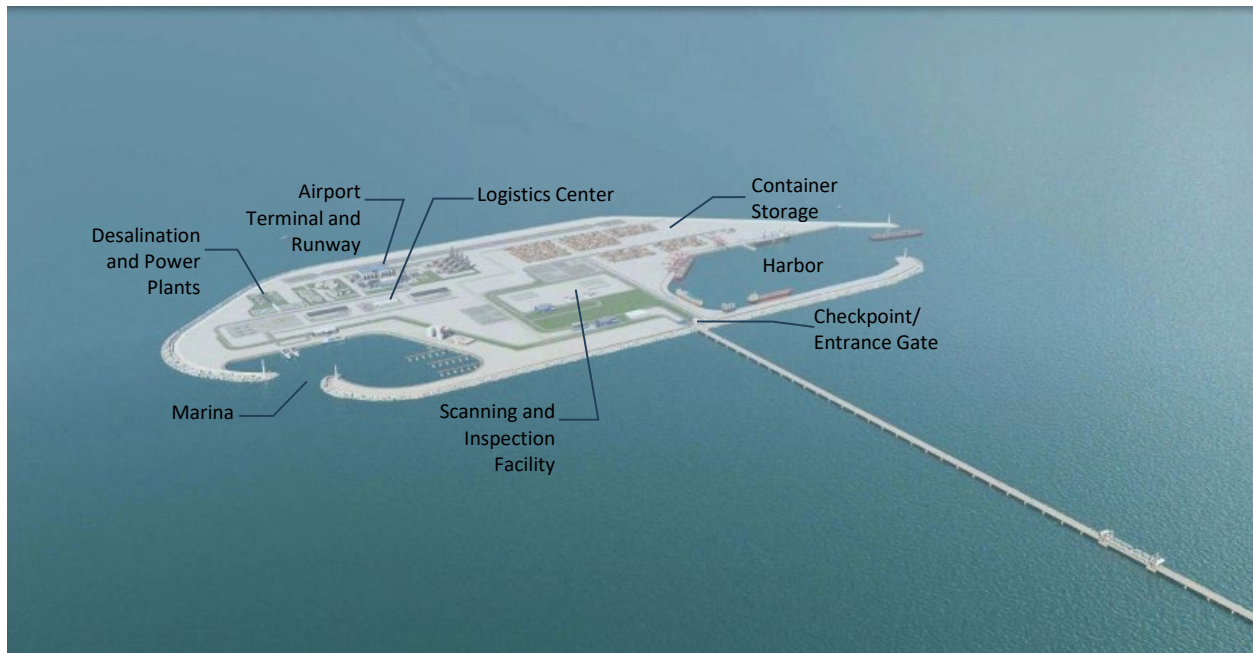 Airport
Terminal and
Runway
Logistics Center
Container
Storage
Desalination
and Power
Plants
Harbor
Checkpoint/
Entrance Gate
Marina
Scanning and
Inspection
Facility